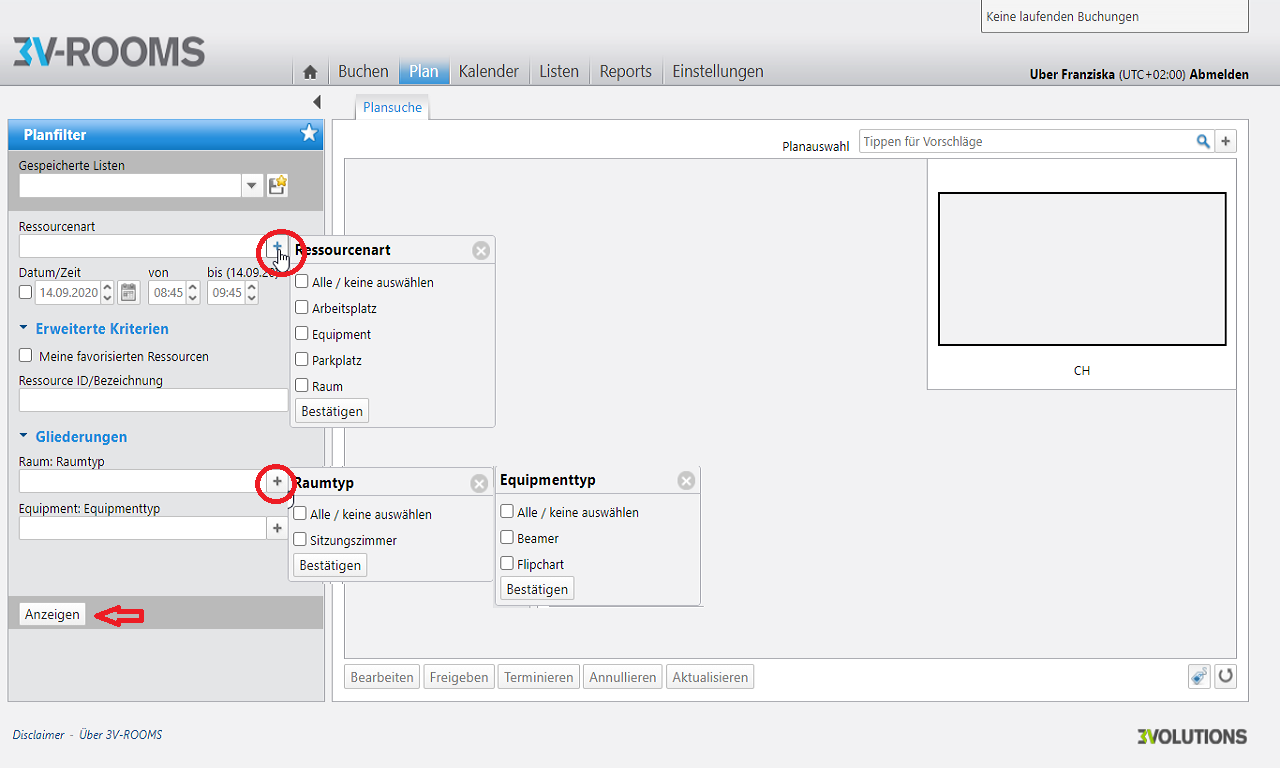 Keine laufenden Buchungen
3V-ROOMS
Buchen Plan Kalender Listen Reports Einstellungen
Uber Franziska (UTC+02:00) Abmelden
Plansuche
Planfilter
Gespeicherte Listen
Ressourcenart
Datum/Zeit von bis (14.09.20
14.09.2020 08:45 09:45
Erweiterte Kriterien
Meine favorisierten Ressourcen
Ressource ID/Bezeichnung
Gliederungen
Raum: Raumtyp
Equipment: Equipmenttyp
Anzeigen
Ressourcenart
Alle / keine auswählen
Arbeitsplatz
Equipment
Parkplatz
Raum
Bestätigen
Raumtyp
Alle / keine auswählen
Sitzungszimmer
Bestätigen
Equipmenttyp
Alle / keine auswählen
Beamer
Flipchart
Bestätigen
Planauswahl Tippen für Vorschläge
CH
Bearbeiten Freigeben Terminieren Annullieren Aktualisieren
Disclaimer - Über 3V-ROOMS
3VOLUTIONS